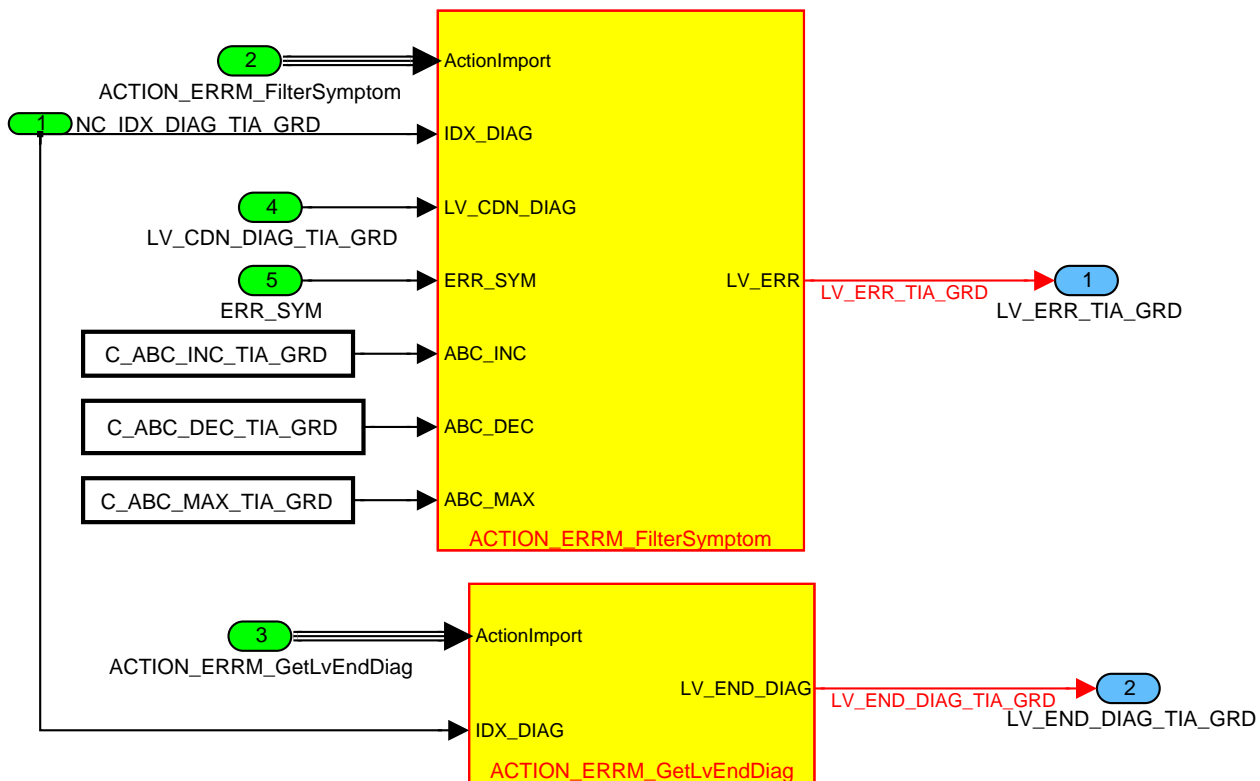 2
ActionImport
ACTION_ERRM_FilterSymptom
1
NC_IDX_DIAG_TIA_GRD
IDX_DIAG
4
LV_CDN_DIAG
LV_CDN_DIAG_TIA_GRD
5
ERR_SYM
LV_ERR
LV_ERR_TIA_GRD
1
ERR_SYM
LV_ERR_TIA_GRD
C_ABC_INC_TIA_GRD
ABC_INC
C_ABC_DEC_TIA_GRD
ABC_DEC
C_ABC_MAX_TIA_GRD
ABC_MAX
ACTION_ERRM_FilterSymptom
3
ActionImport
ACTION_ERRM_GetLvEndDiag
LV_END_DIAG
LV_END_DIAG_TIA_GRD
2
LV_END_DIAG_TIA_GRD
IDX_DIAG
ACTION_ERRM_GetLvEndDiag